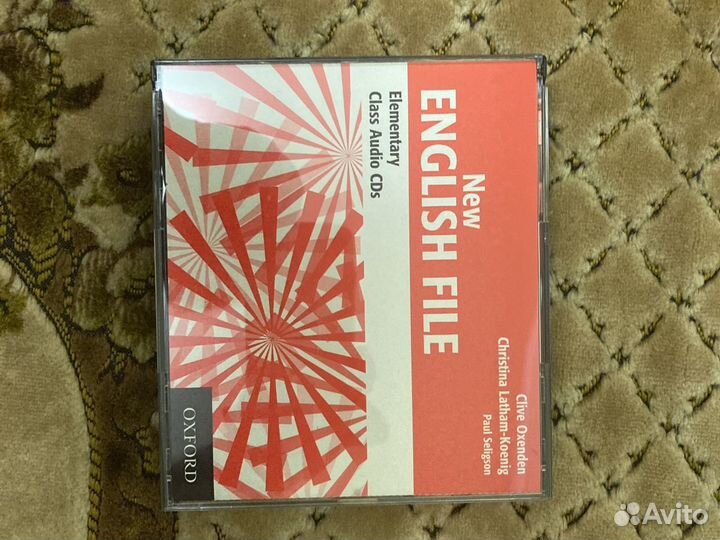 Clive Oxenden
Christina Latham-Koenig
Paul Seligson
New
ENGLISH FILE
Elementary
Class Audio CDs
OXFORD
Avito